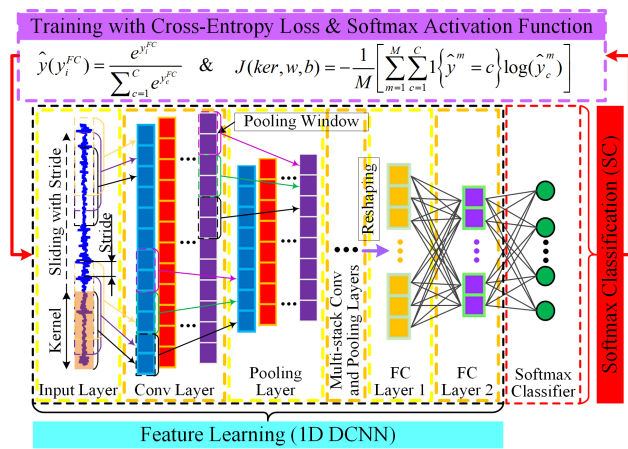 Training with Cross-Entropy Loss & Softmax Activation Function
ŷ(y_i^{FC}) = e^{y_i^{FC}} / ∑_{c=1}^{C} e^{y_c^{FC}} & J(ker, w, b) = −1/M [∑_{m=1}^{M} ∑_{c=1}^{C} 1{ŷ^m = c} log(ŷ_c^m)]
Pooling Window
Sliding with Stride
Stride
Kernel
Reshaping
Multi-stack Conv
and Pooling Layers
Input Layer
Conv Layer
Pooling
Layer
FC
Layer 1
FC
Layer 2
Softmax
Classifier
Softmax Classification (SC)
Feature Learning (1D DCNN)